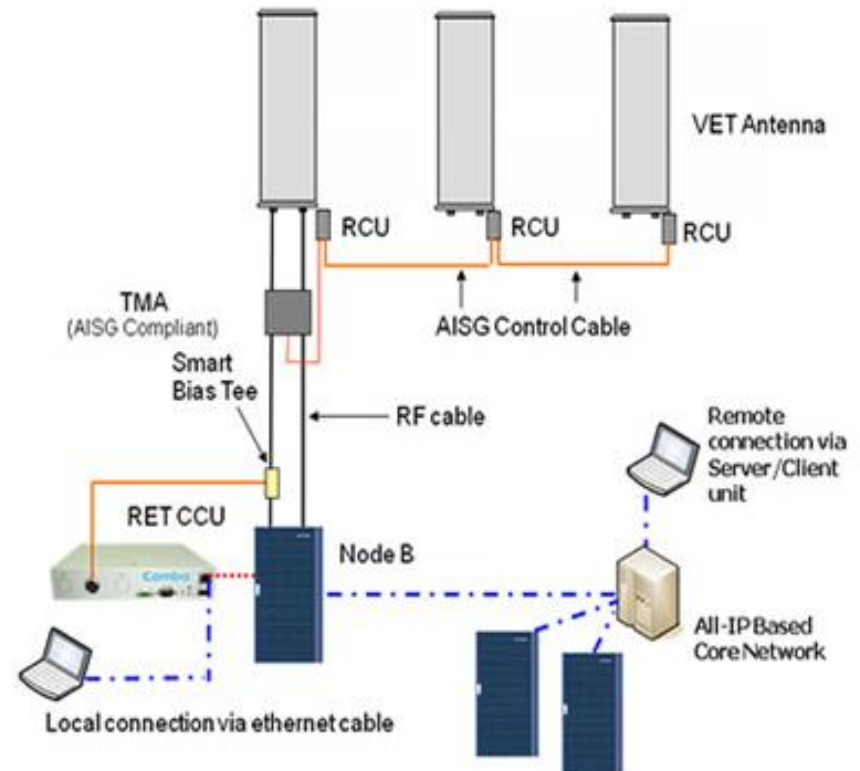 VET Antenna
RCU
RCU
RCU
TMA
(AISG Compliant)
AISG Control Cable
Smart
Bias Tee
RF cable
Remote
connection via
Server/Client
unit
RET CCU
Node B
Combo
All-IP Based
Core Network
Local connection via ethernet cable